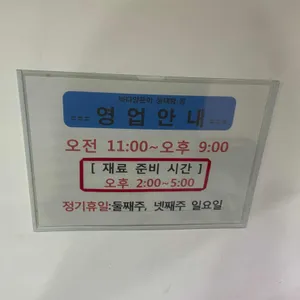 영업안내
오전 11:00~오후 9:00
[ 재료 준비 시간 ]
오후 2:00~5:00
정기휴일:둘째주, 넷째주 일요일